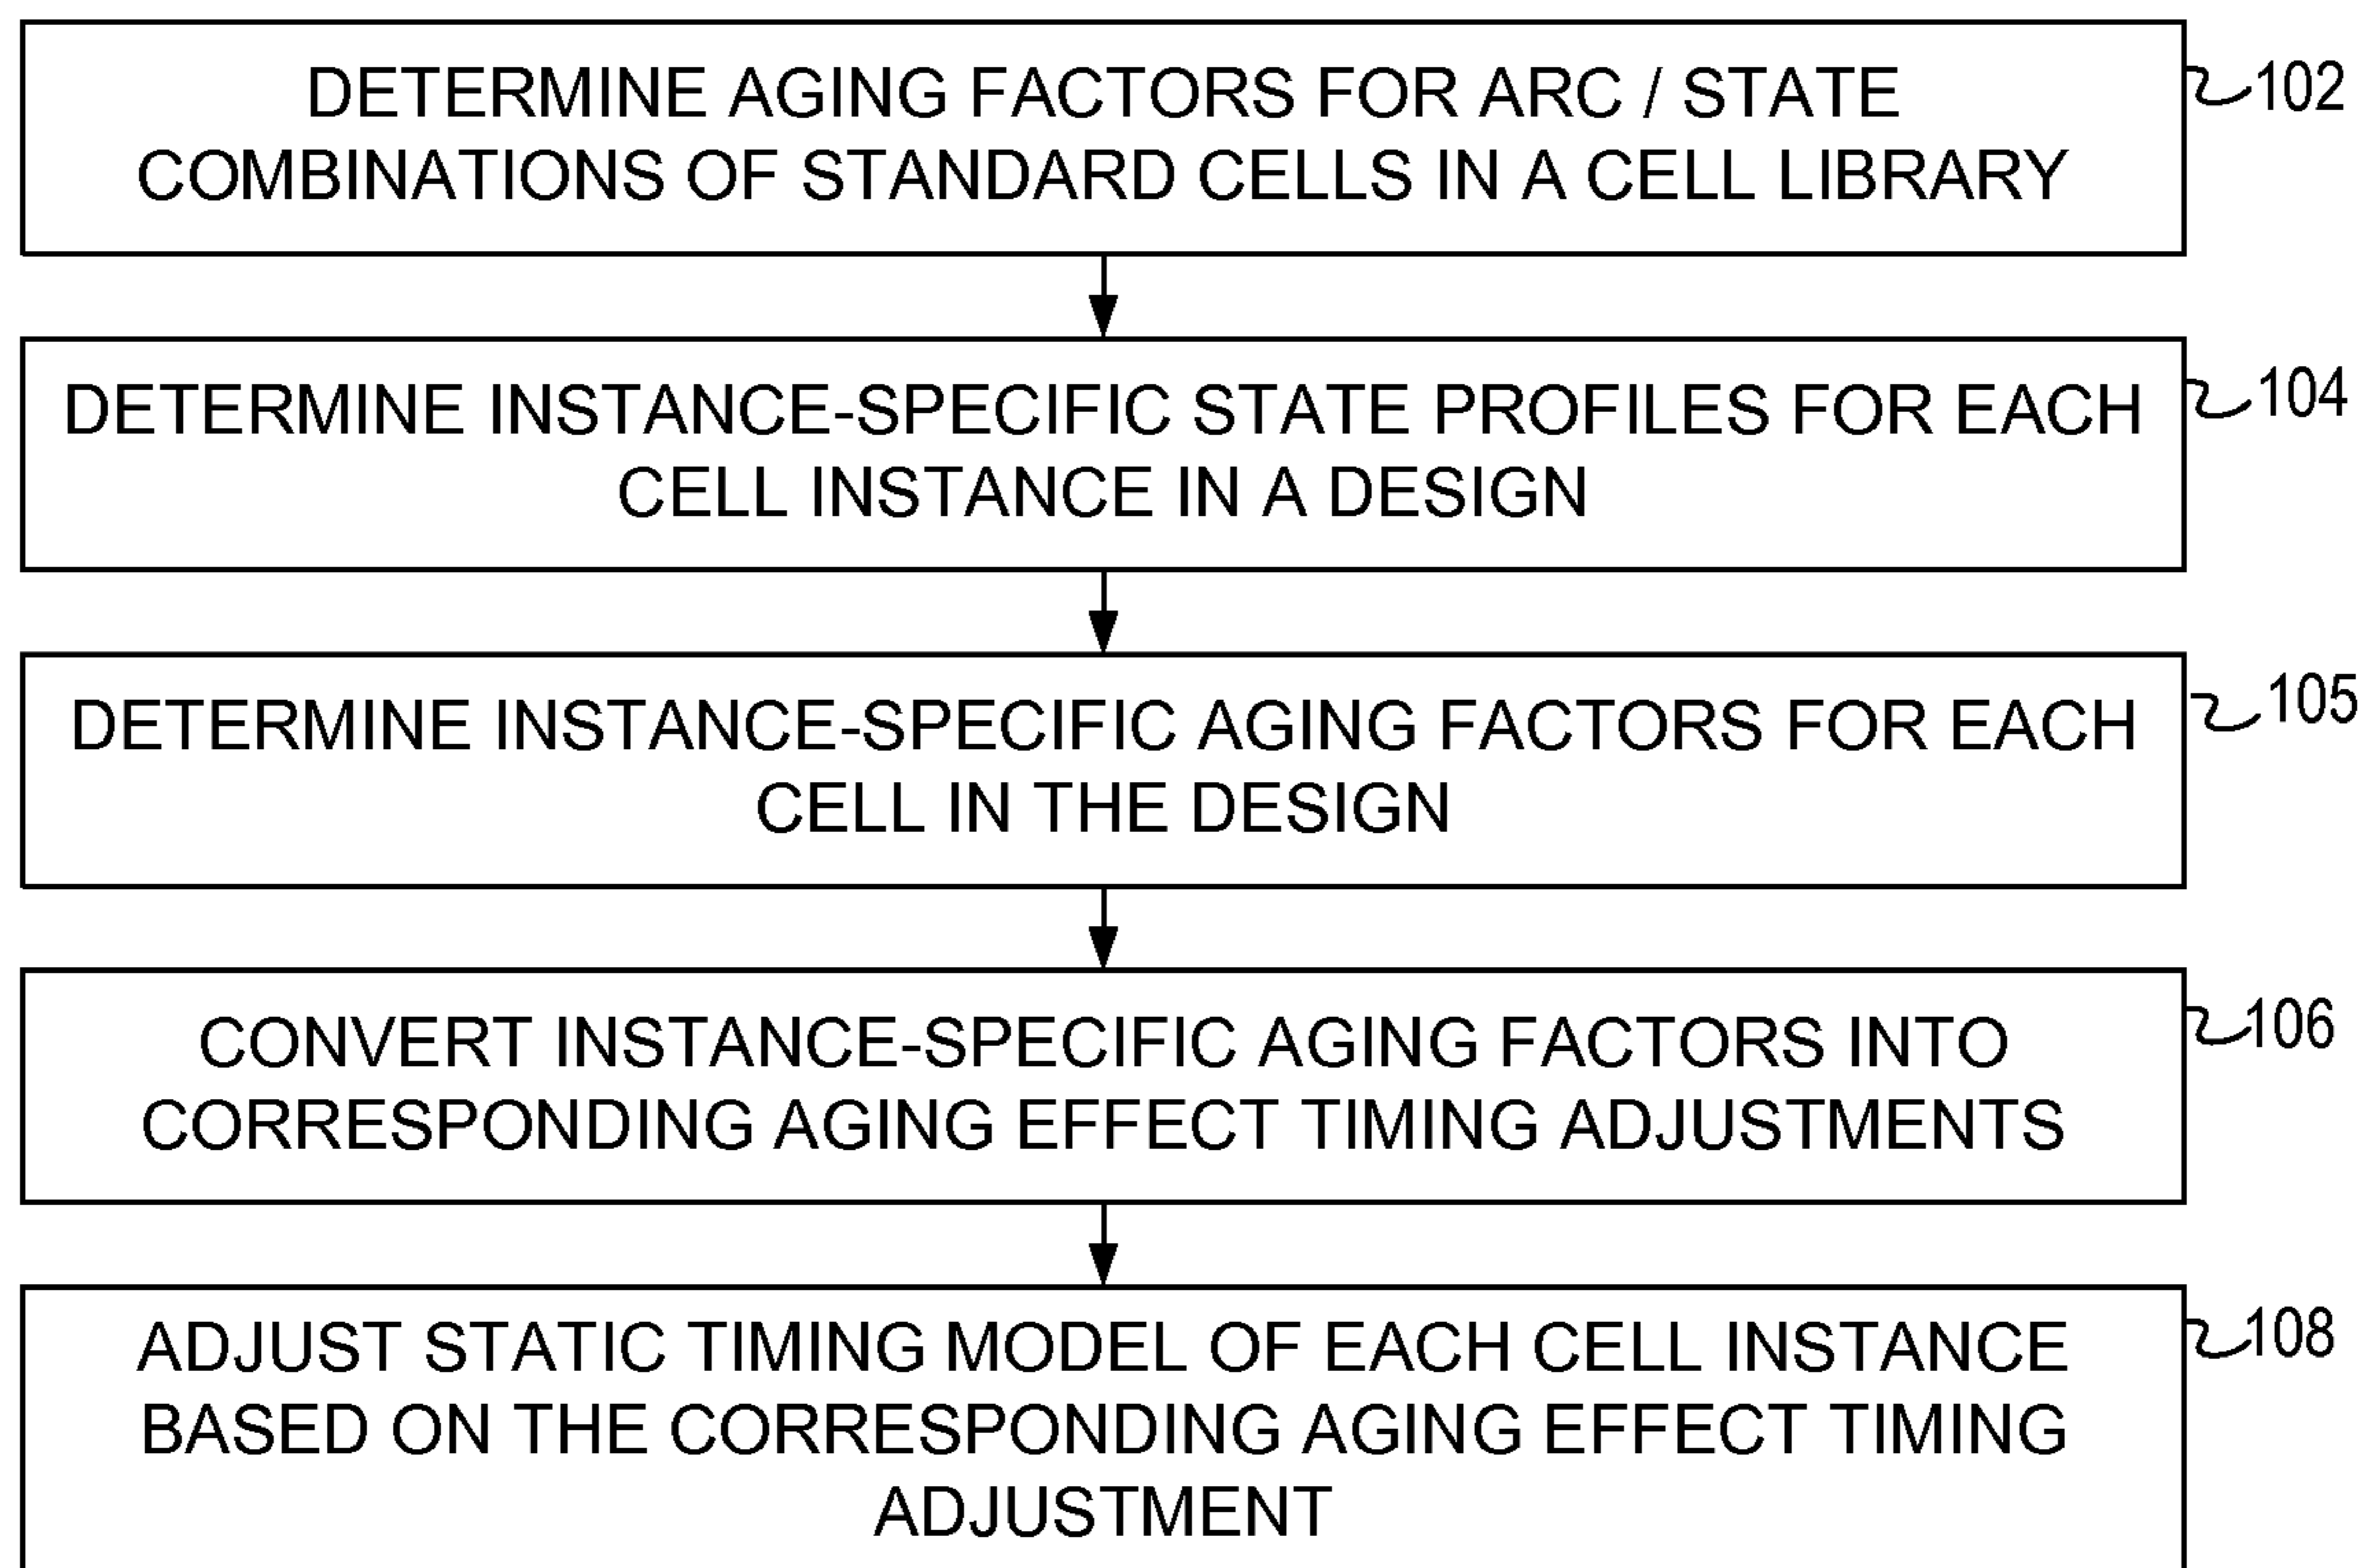 DETERMINE AGING FACTORS FOR ARC / STATE
COMBINATIONS OF STANDARD CELLS IN A CELL LIBRARY
102
DETERMINE INSTANCE-SPECIFIC STATE PROFILES FOR EACH
CELL INSTANCE IN A DESIGN
104
DETERMINE INSTANCE-SPECIFIC AGING FACTORS FOR EACH
CELL IN THE DESIGN
105
CONVERT INSTANCE-SPECIFIC AGING FACTORS INTO
CORRESPONDING AGING EFFECT TIMING ADJUSTMENTS
106
ADJUST STATIC TIMING MODEL OF EACH CELL INSTANCE
BASED ON THE CORRESPONDING AGING EFFECT TIMING
ADJUSTMENT
108